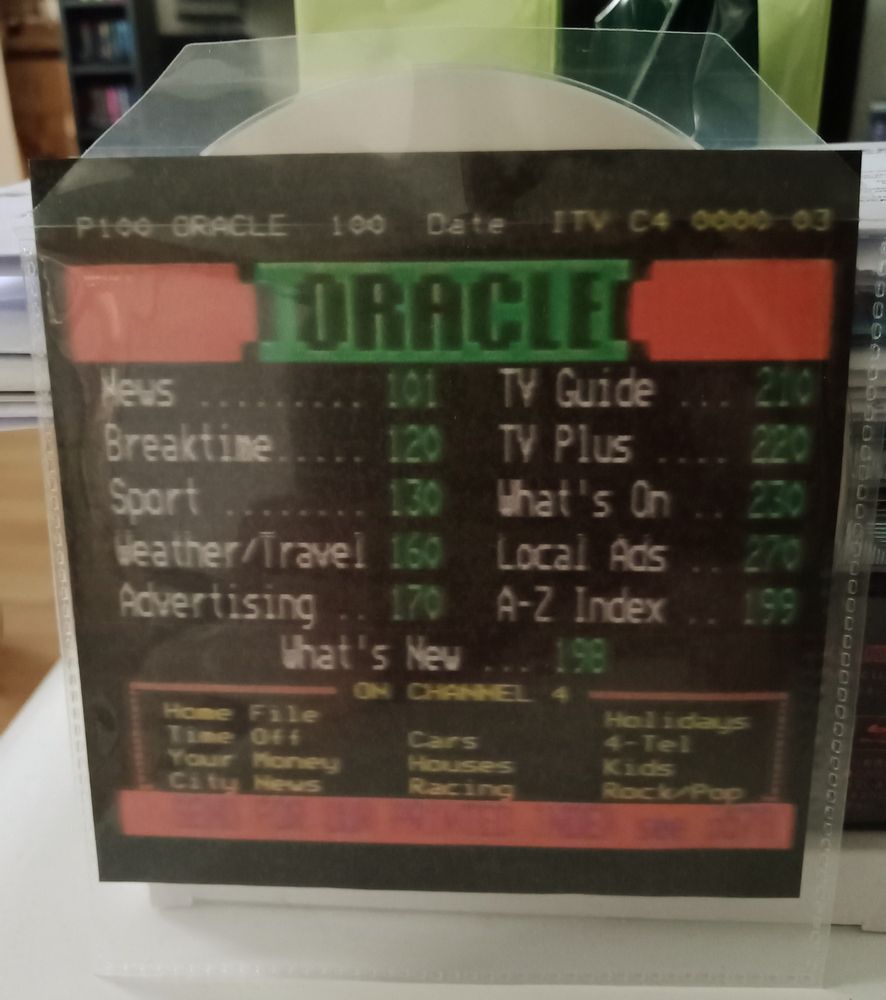 P100 ORACLE 100 Date ITV C4 0000 03
ORACLE
News ......... 101 TV Guide ... 210
Breaktime..... 120 TV Plus .... 220
Sport ........ 130 What's On .. 230
Weather/Travel 160 Local Ads 270
Advertising .. 170 A-Z Index .. 199
What's New ... 198
ON CHANNEL 4
Home File Holidays
Time Off Cars 4-Tel
Your Money Houses Kids
City News Racing Rock/Pop